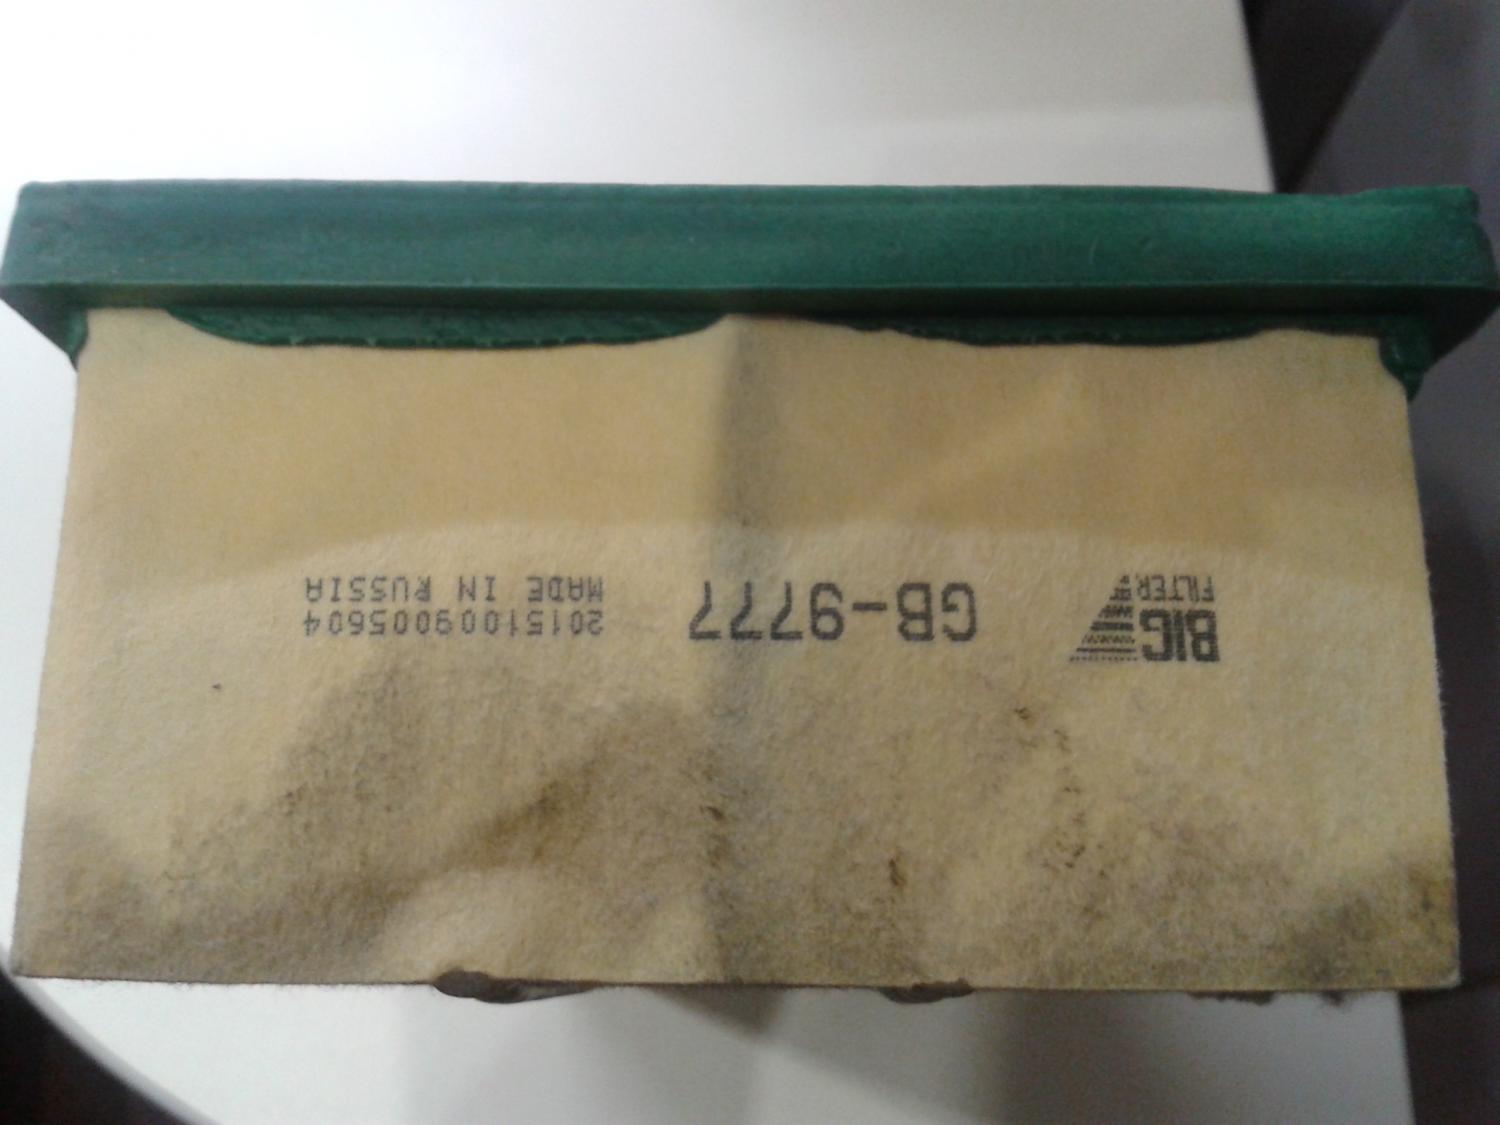 BIG
FILTER®
GB-9777
20151009005604
MADE IN RUSSIA